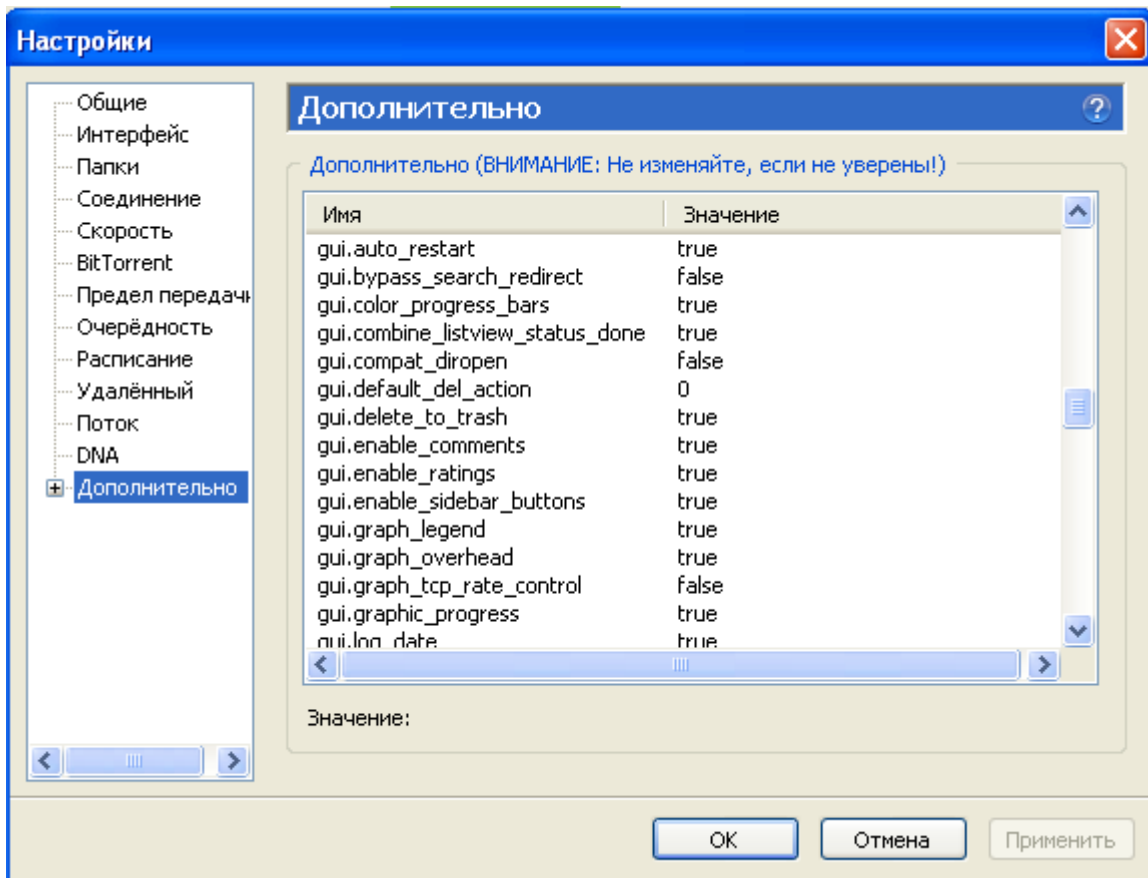 Настройки
Общие
Интерфейс
Папки
Соединение
Скорость
BitTorrent
Предел передачи
Очерёдность
Расписание
Удалённый
Поток
DNA
Дополнительно
Дополнительно
Дополнительно (ВНИМАНИЕ: Не изменяйте, если не уверены!)
Имя Значение
gui.auto_restart true
gui.bypass_search_redirect false
gui.color_progress_bars true
gui.combine_listview_status_done true
gui.compat_diropen false
gui.default_del_action 0
gui.delete_to_trash true
gui.enable_comments true
gui.enable_ratings true
gui.enable_sidebar_buttons true
gui.graph_legend true
gui.graph_overhead true
gui.graph_tcp_rate_control false
gui.graphic_progress true
gui.log_date true
Значение:
OK Отмена Применить